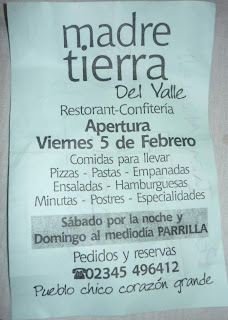 madre
tierra
Del Valle
Restorant-Confitería
Apertura
Viernes 5 de Febrero
Comidas para llevar
Pizzas - Pastas - Empanadas
Ensaladas - Hamburguesas
Minutas - Postres - Especialidades
Sábado por la noche y
Domingo al mediodía PARRILLA
Pedidos y reservas
☎02345 496412
Pueblo chico corazón grande